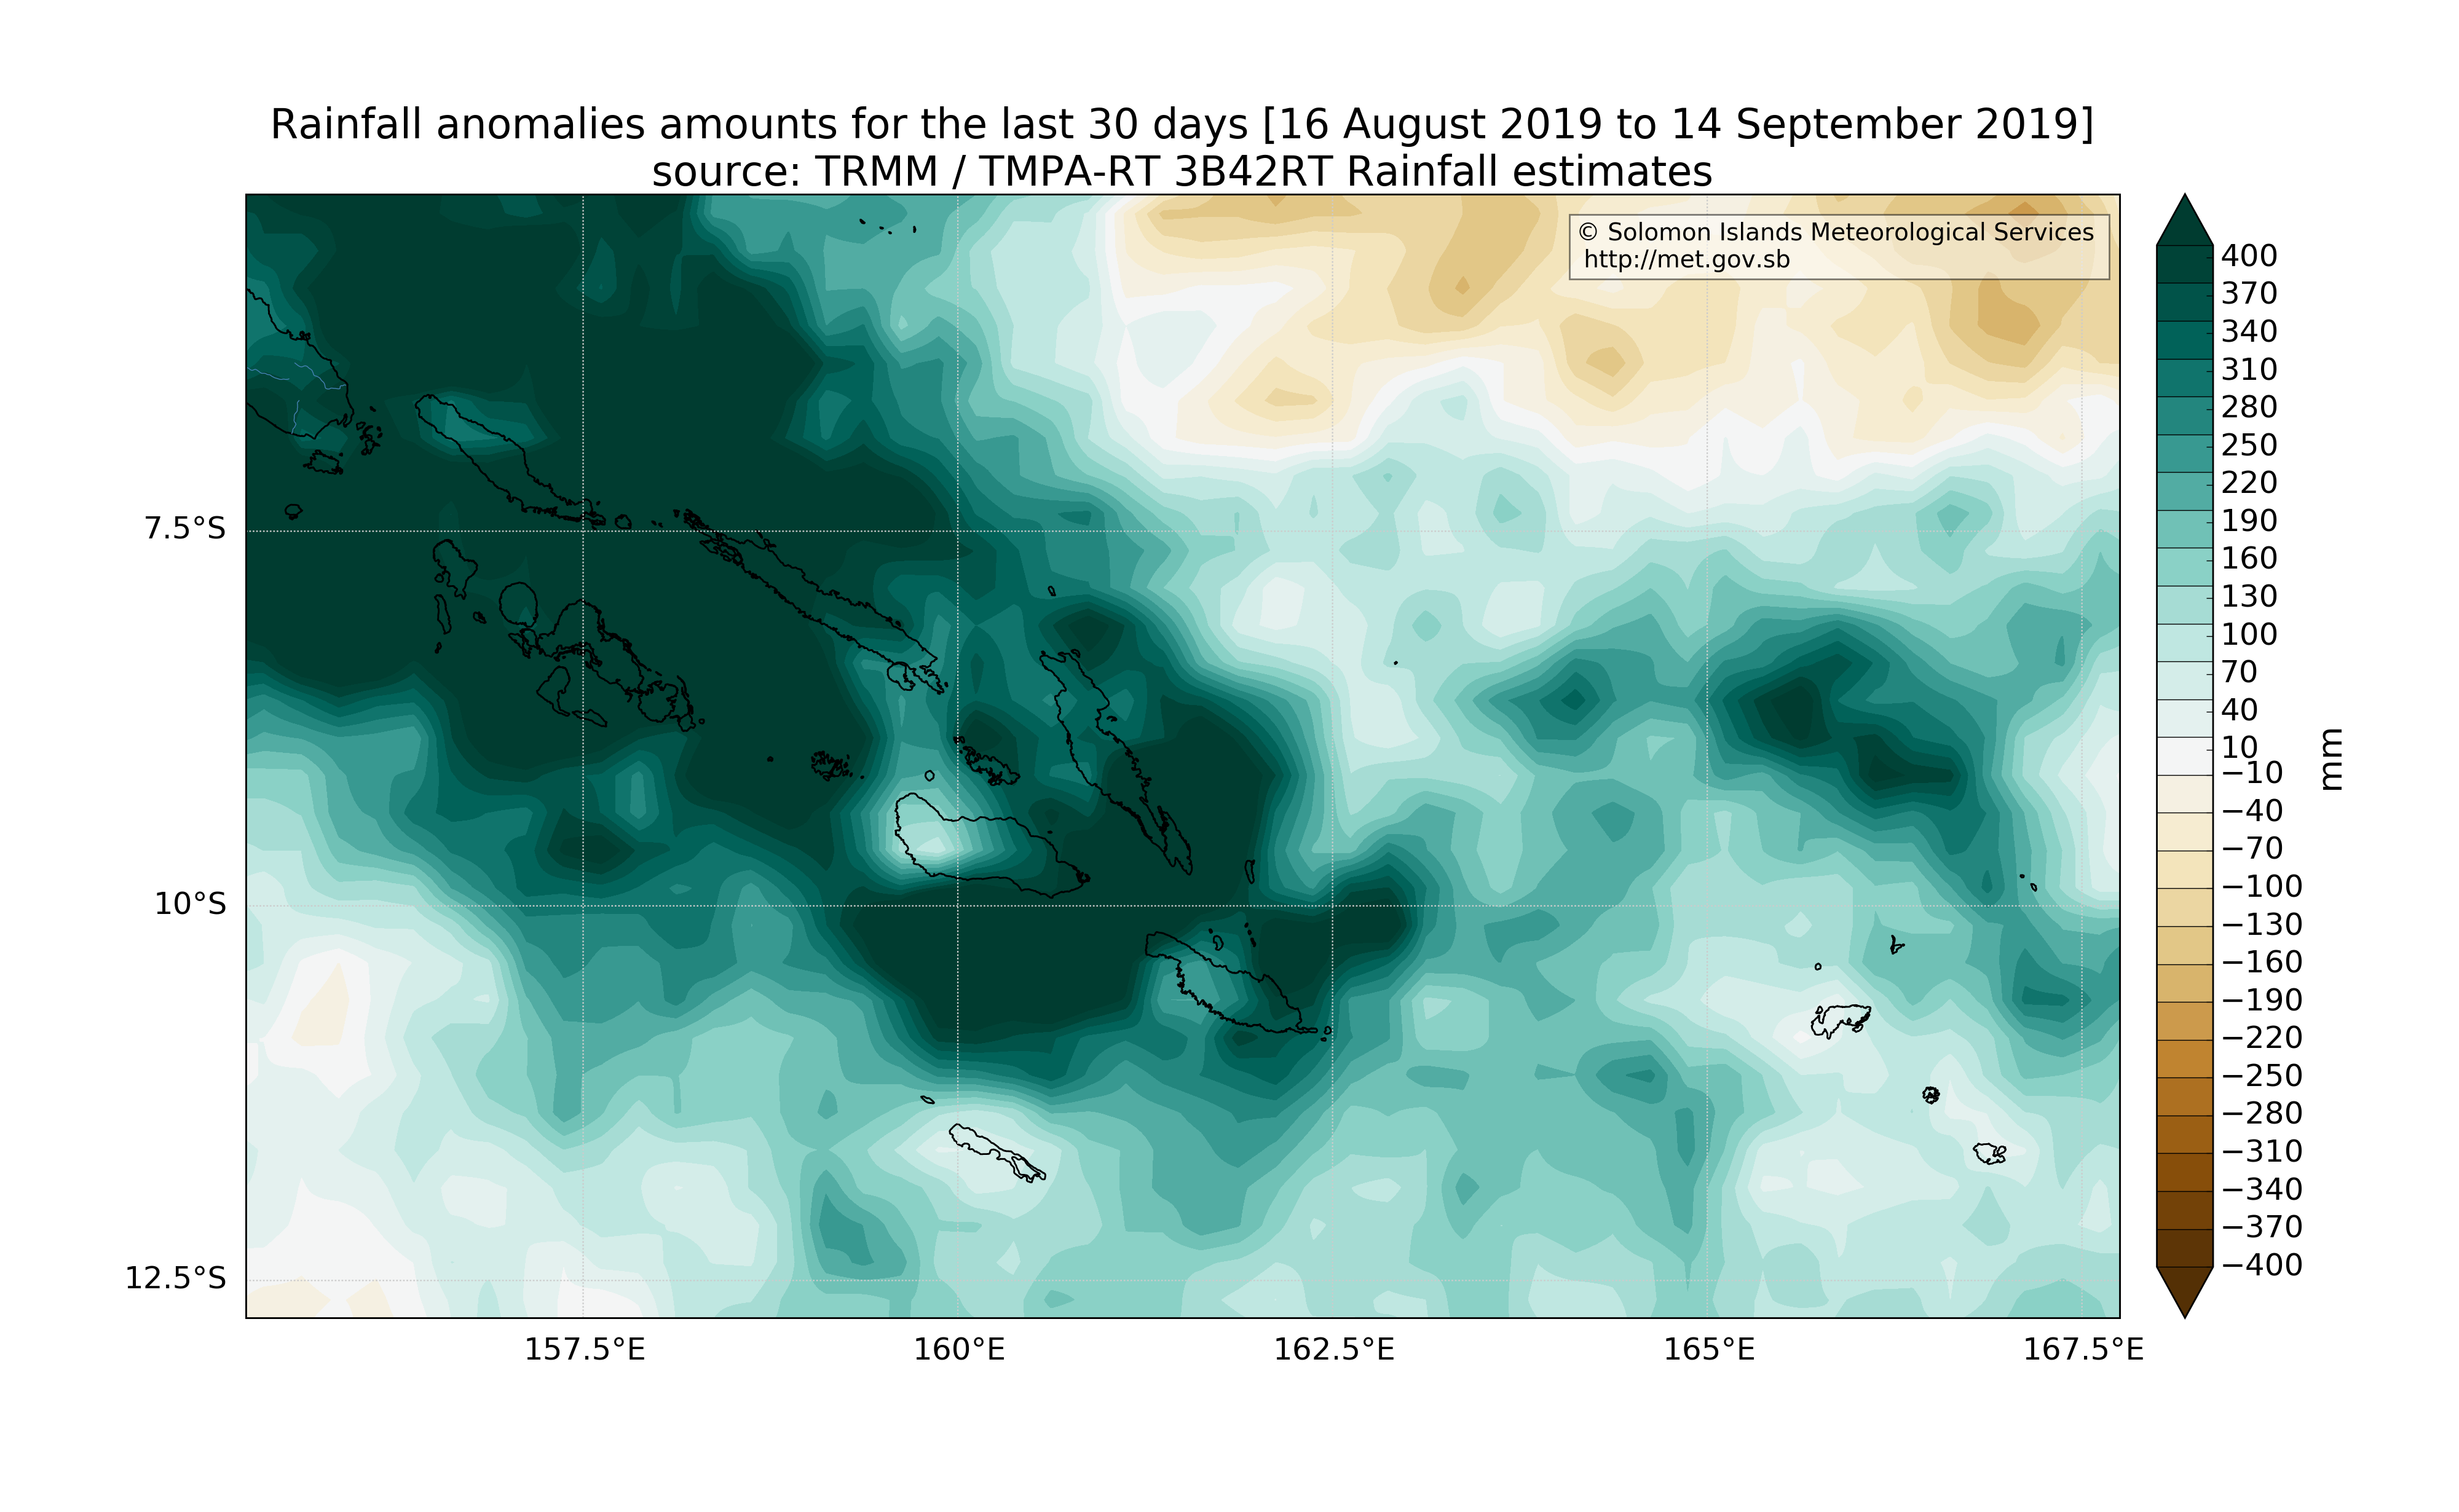 Rainfall anomalies amounts for the last 30 days [16 August 2019 to 14 September 2019]
source: TRMM / TMPA-RT 3B42RT Rainfall estimates
© Solomon Islands Meteorological Services
http://met.gov.sb
7.5°S
10°S
12.5°S
157.5°E
160°E
162.5°E
165°E
167.5°E
400
370
340
310
280
250
220
190
160
130
100
70
40
10
−10
−40
−70
−100
−130
−160
−190
−220
−250
−280
−310
−340
−370
−400
mm